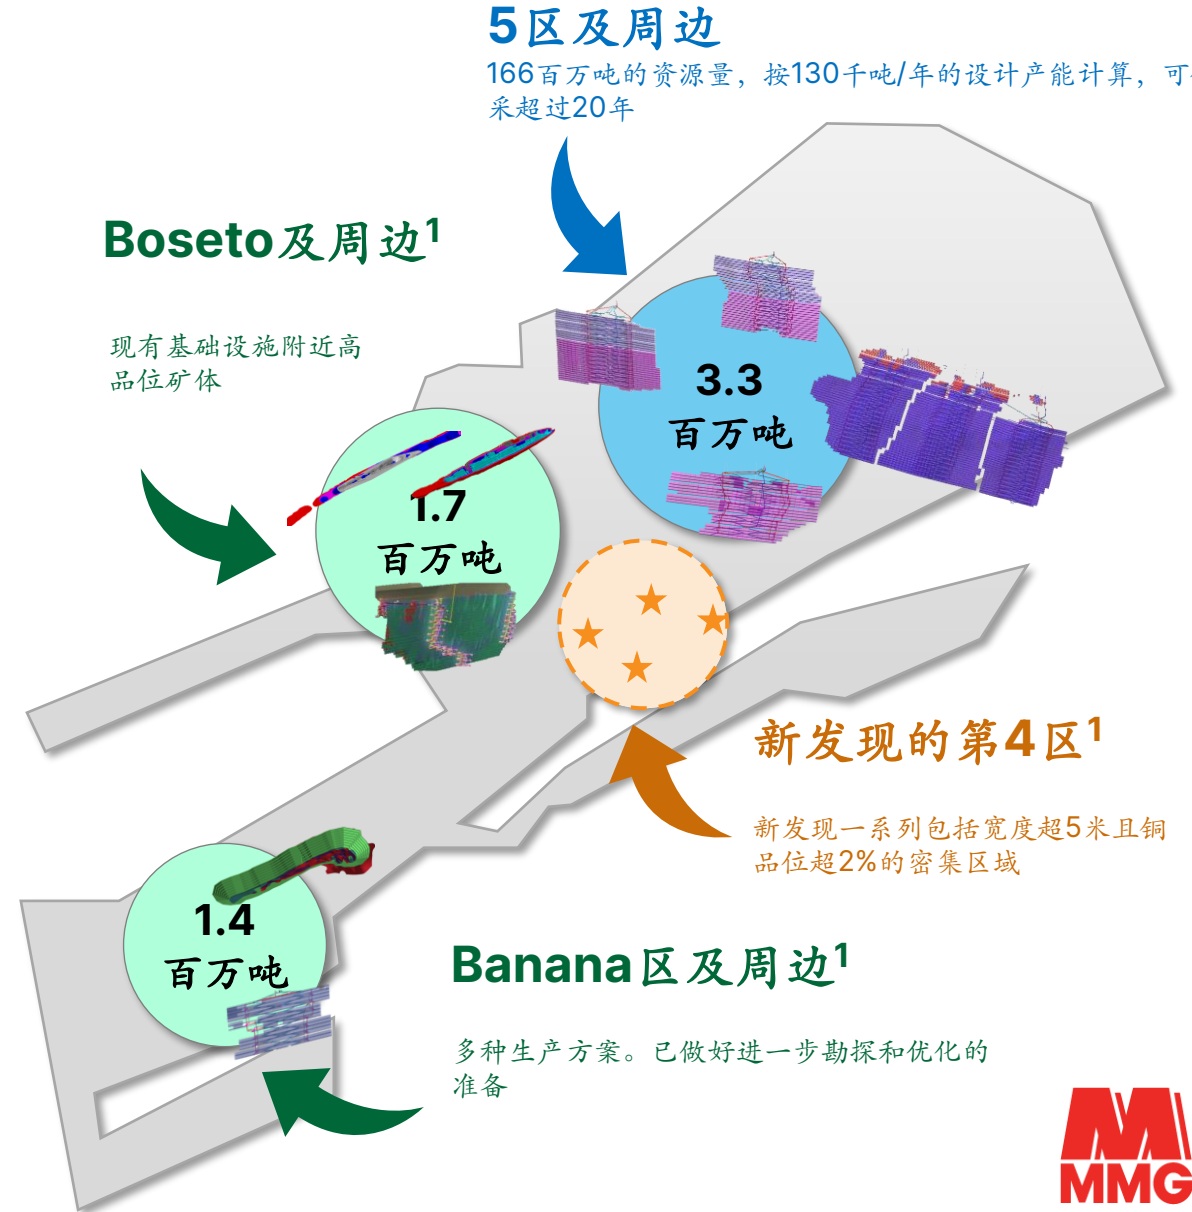 5区及周边
166百万吨的资源量，按130千吨/年的设计产能计算，可
采超过20年
Boseto及周边¹
现有基础设施附近高
品位矿体
3.3
百万吨
1.7
百万吨
新发现的第4区¹
新发现一系列包括宽度超5米且铜
品位超2%的密集区域
1.4
百万吨
Banana区及周边¹
多种生产方案。已做好进一步勘探和优化的
准备
MMG